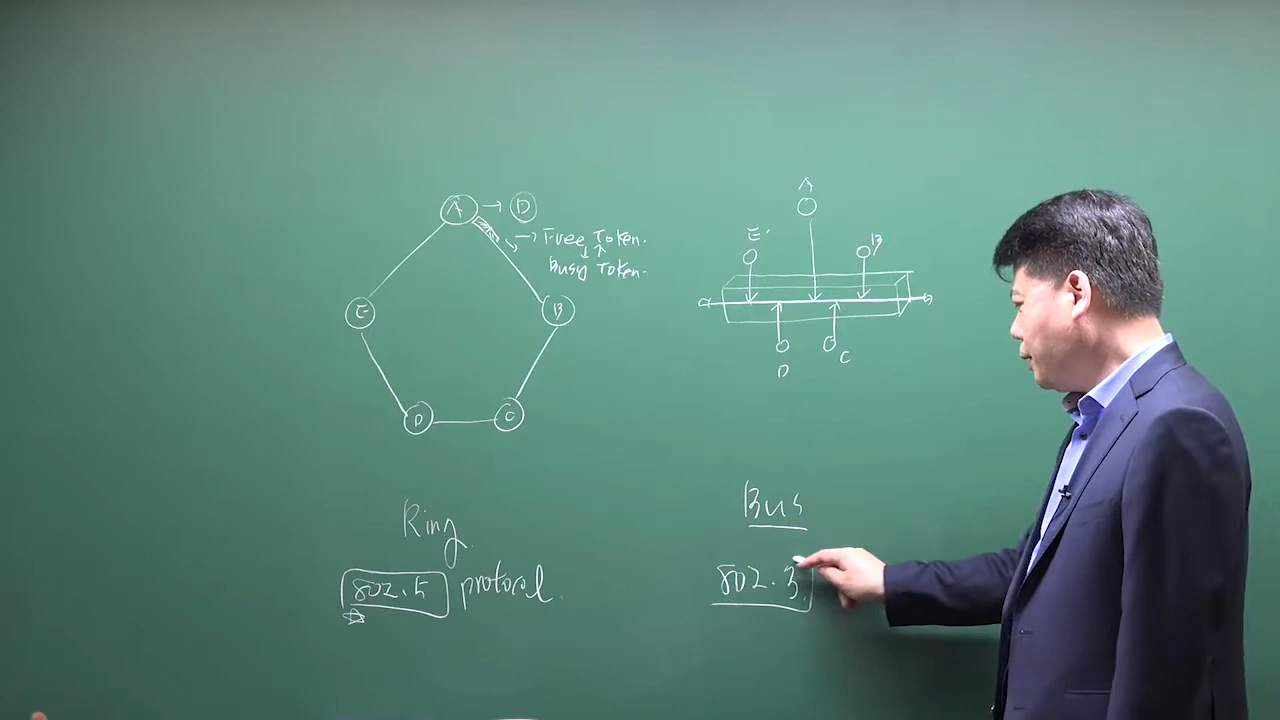 A → D
→ Free Token.
Busy Token.
E
B
D
C
Ring.
802.5 protocol.
A
E.
B
D
C
Bus
802.3.